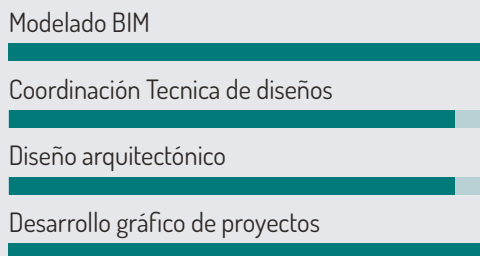 Modelado BIM
Coordinación Tecnica de diseños
Diseño arquitectónico
Desarrollo gráfico de proyectos